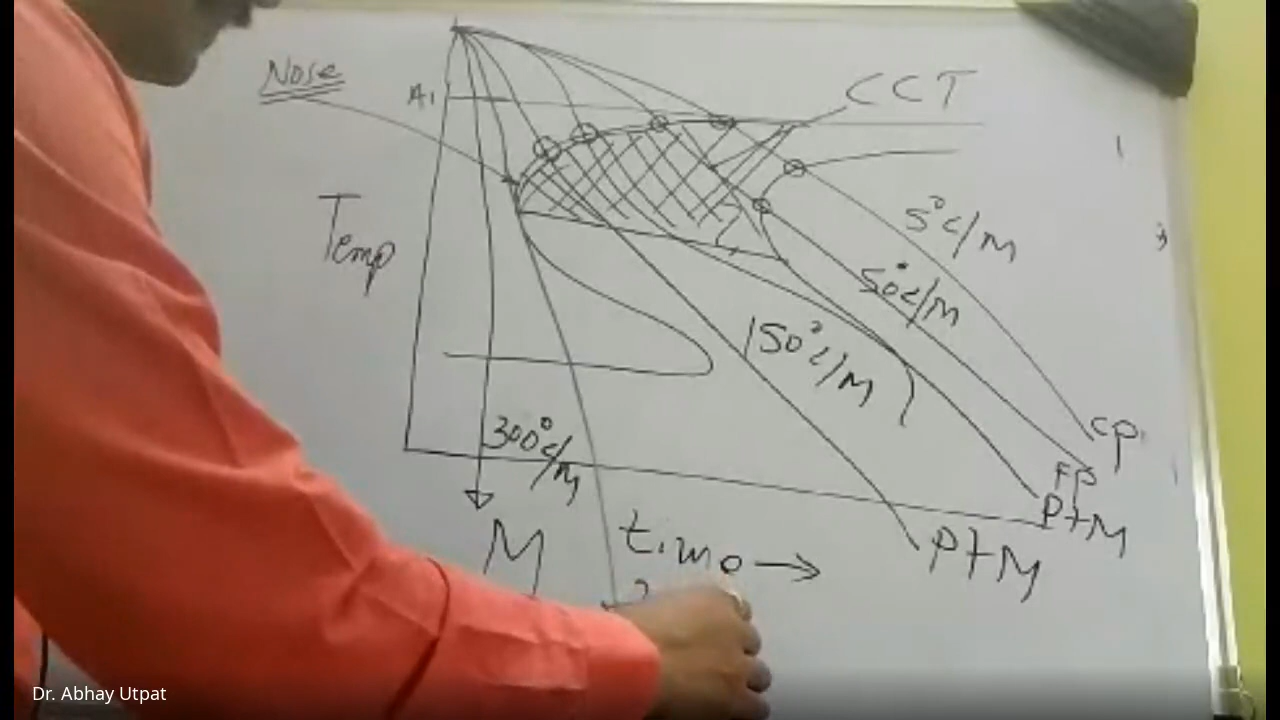 Nose
A1
CCT
Temp
5°C/M
50°C/M
150°C/M
300°C/M
CP
FP
P+M
P+M
M
time →
Dr. Abhay Utpat